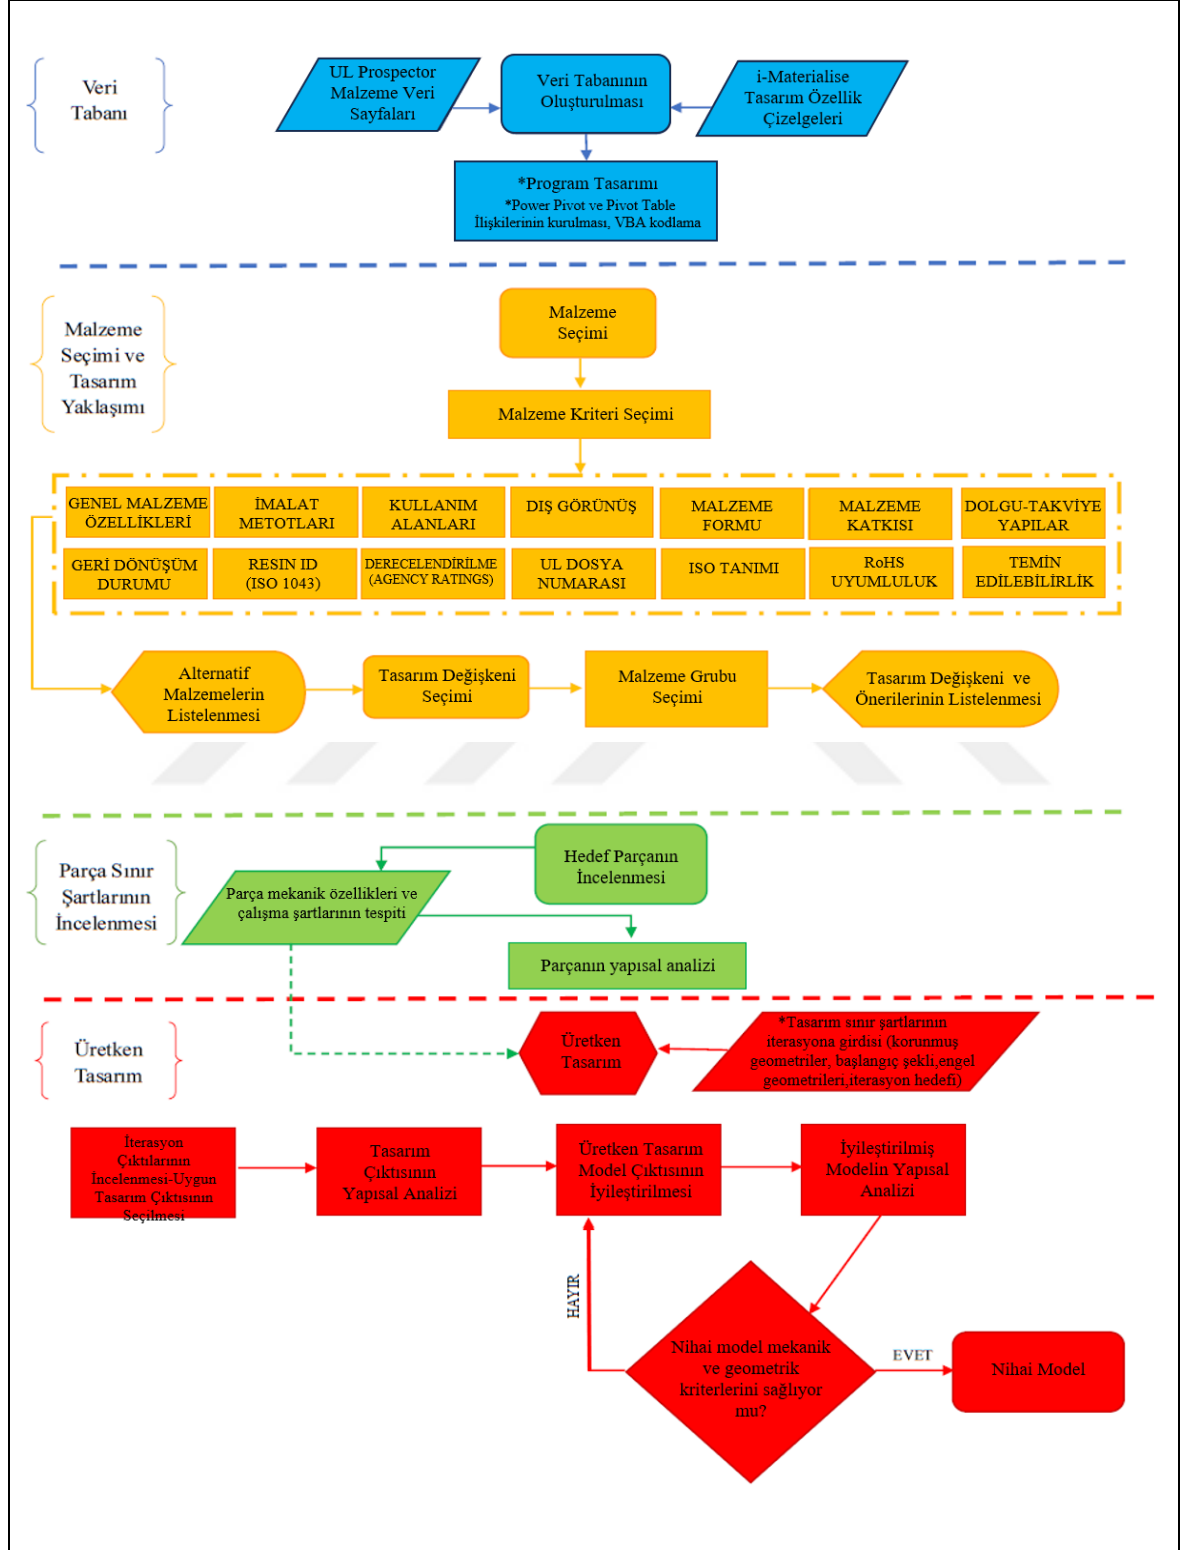 Veri
Tabanı
UL Prospector
Malzeme Veri
Sayfaları
Veri Tabanının
Oluşturulması
i-Materialise
Tasarım Özellik
Çizelgeleri
*Program Tasarımı
*Power Pivot ve Pivot Table
İlişkilerinin kurulması, VBA kodlama
Malzeme
Seçimi ve
Tasarım
Yaklaşımı
Malzeme
Seçimi
Malzeme Kriteri Seçimi
GENEL MALZEME
ÖZELLİKLERİ
İMALAT
METOTLARI
KULLANIM
ALANLARI
DIŞ GÖRÜNÜŞ
MALZEME
FORMU
MALZEME
KATKISI
DOLGU-TAKVİYE
YAPILAR
GERİ DÖNÜŞÜM
DURUMU
RESIN ID
(ISO 1043)
DERECELENDİRİLME
(AGENCY RATINGS)
UL DOSYA
NUMARASI
ISO TANIMI
RoHS
UYUMLULUK
TEMİN
EDİLEBİLİRLİK
Alternatif
Malzemelerin
Listelenmesi
Tasarım Değişkeni
Seçimi
Malzeme Grubu
Seçimi
Tasarım Değişkeni ve
Önerilerinin Listelenmesi
Parça Sınır
Şartlarının
İncelenmesi
Hedef Parçanın
İncelenmesi
Parça mekanik özellikleri ve
çalışma şartlarının tespiti
Parçanın yapısal analizi
Üretken
Tasarım
Üretken
Tasarım
*Tasarım sınır şartlarının
iterasyona girdisi (korunmuş
geometriler, başlangıç şekli,engel
geometrileri,iterasyon hedefi)
İterasyon
Çıktılarının
İncelenmesi-Uygun
Tasarım Çıktısının
Seçilmesi
Tasarım
Çıktısının
Yapısal Analizi
Üretken Tasarım
Model Çıktısının
İyileştirilmesi
İyileştirilmiş
Modelin Yapısal
Analizi
HAYIR
Nihai model mekanik
ve geometrik
kriterlerini sağlıyor
mu?
EVET
Nihai Model